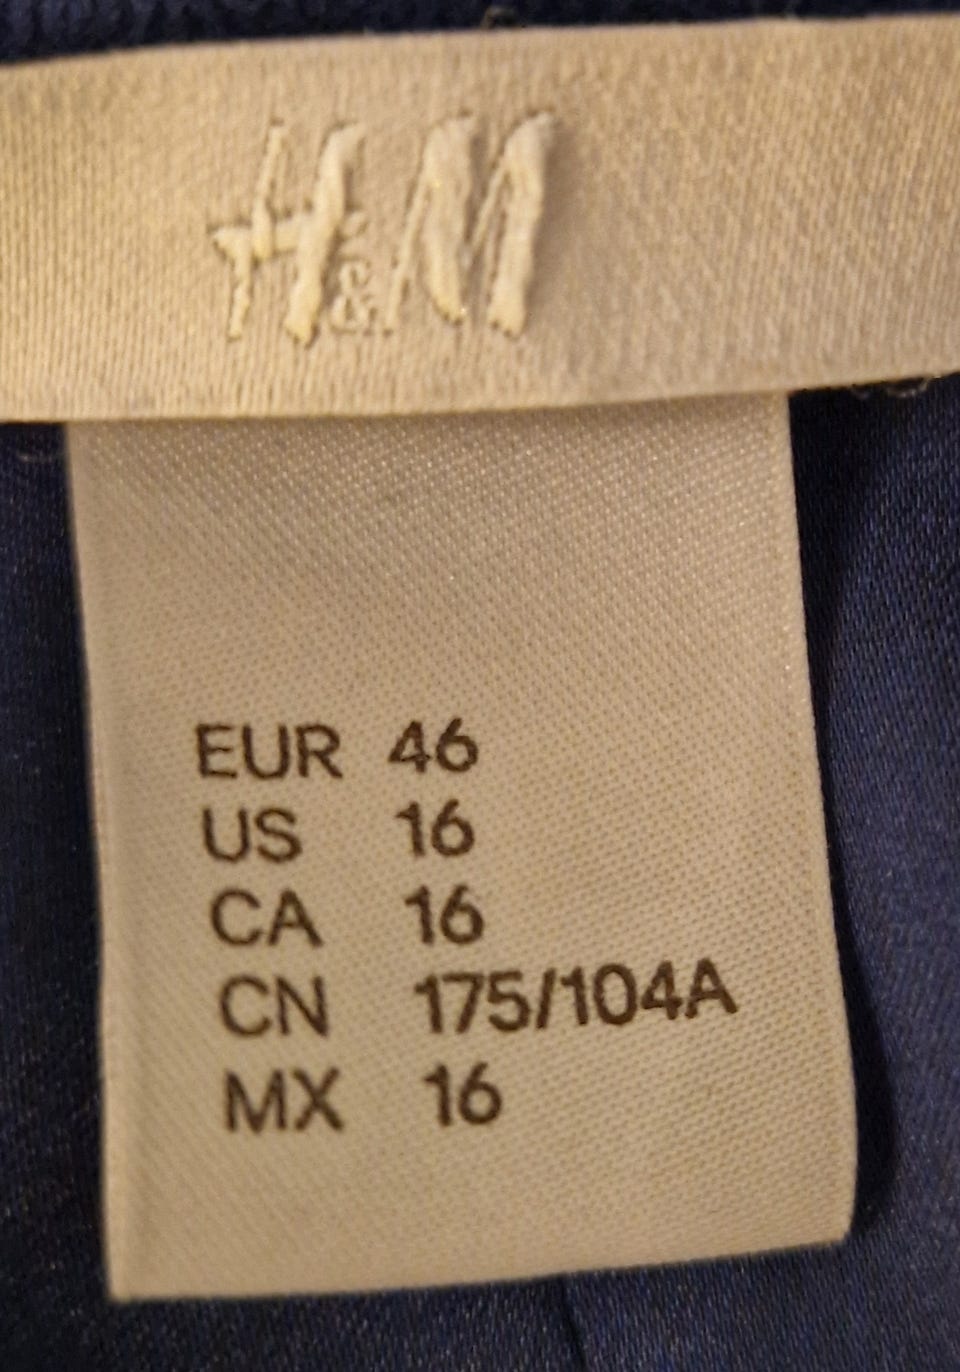 H&M
EUR 46
US 16
CA 16
CN 175/104A
MX 16